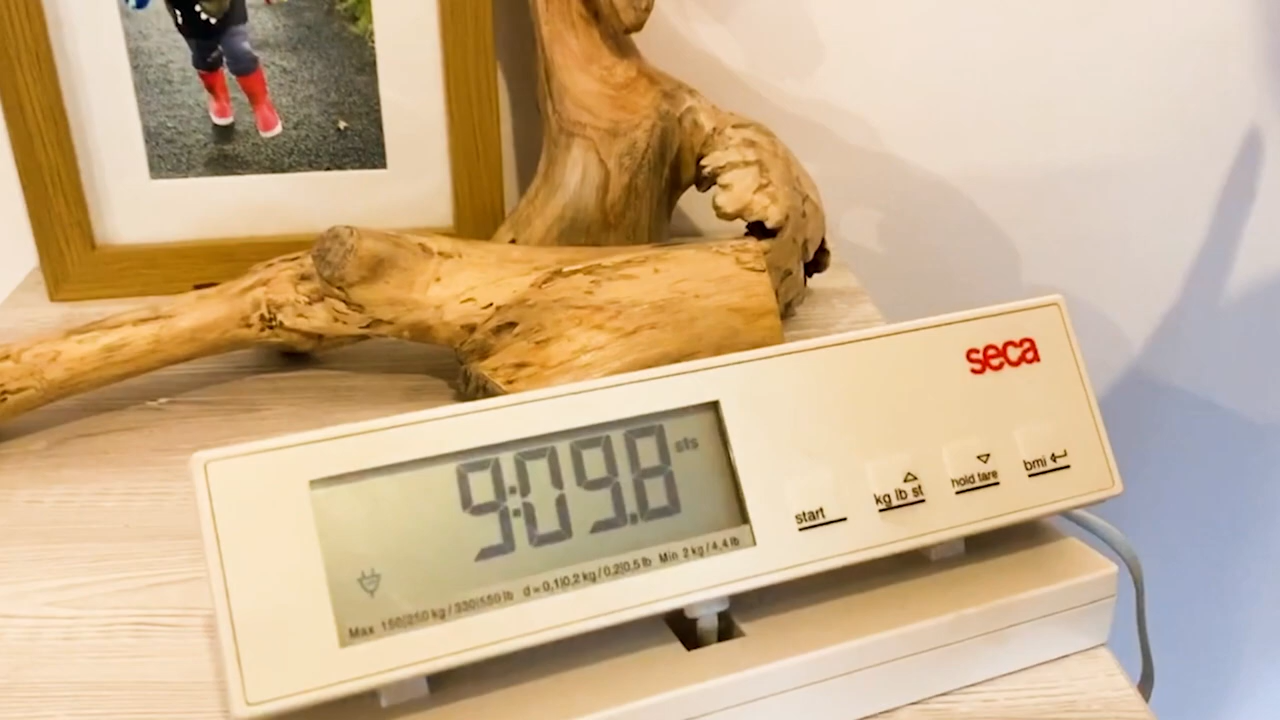 seca
9:09.8 sts
start
kg lb st
hold tare
bmi
Max 150|250 kg / 330|550 lb d=0,1|0,2 kg / 0.2|0,5 lb Min 2 kg / 4,4 lb